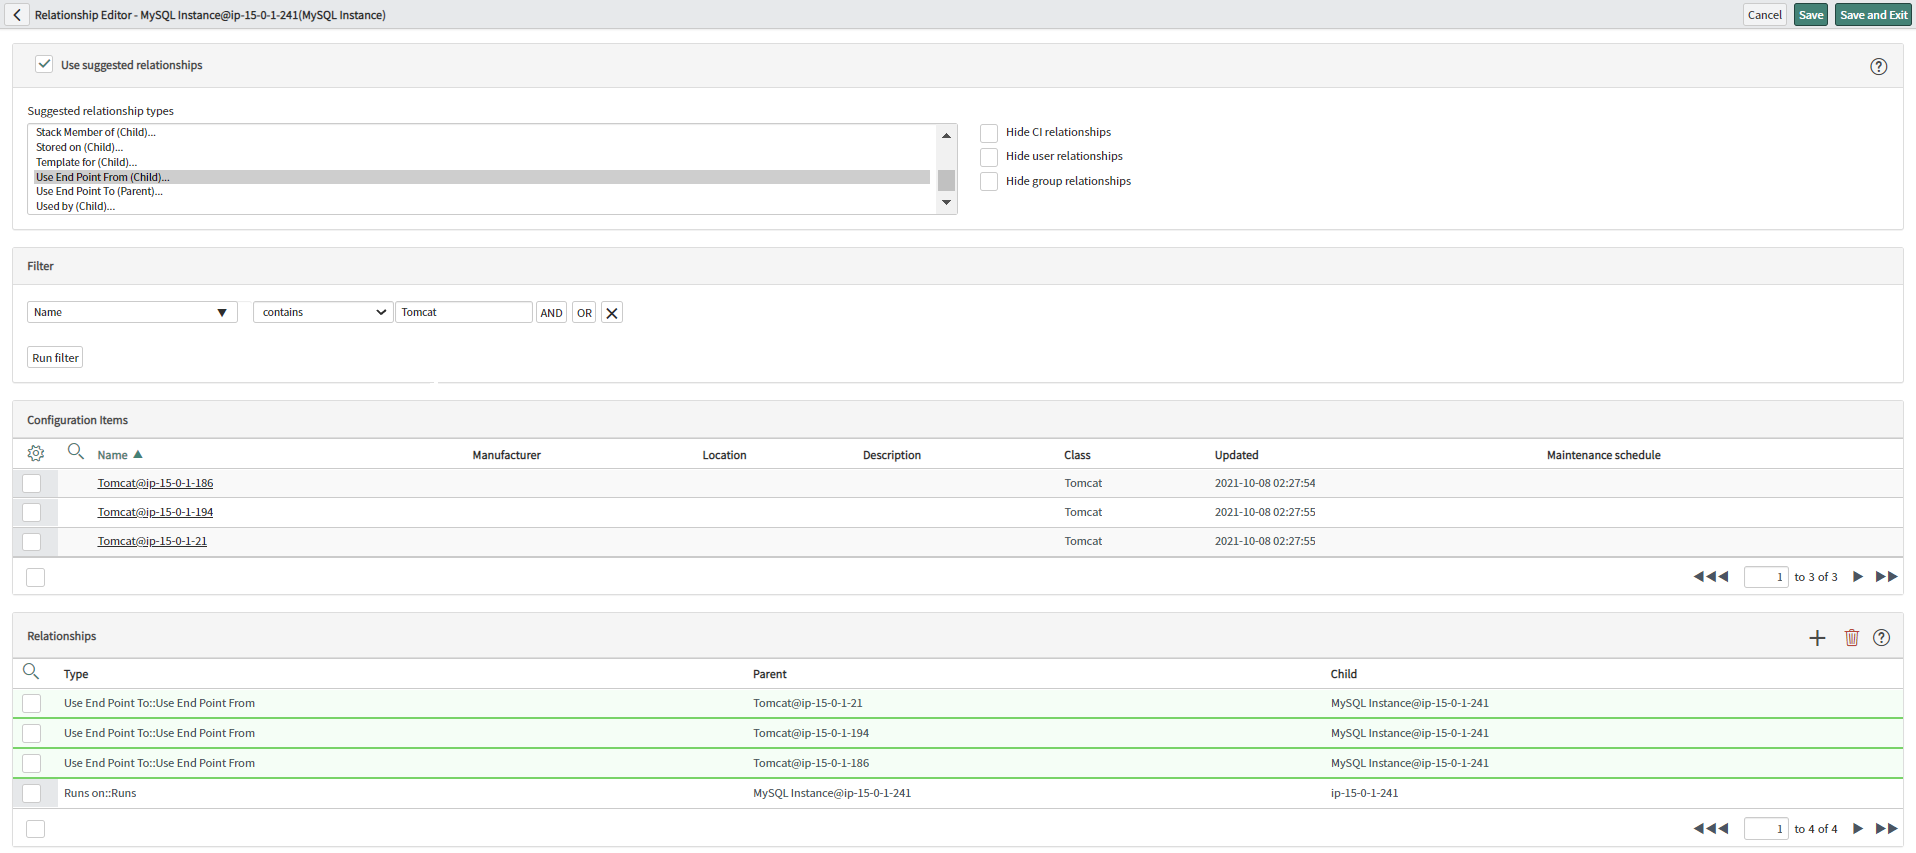 Relationship Editor - MySQL Instance@ip-15-0-1-241(MySQL Instance) Cancel Save Save and Exit
Use suggested relationships
Suggested relationship types
Stack Member of (Child)...
Stored on (Child)...
Template for (Child)...
Use End Point From (Child)...
Use End Point To (Parent)...
Used by (Child)...
Hide CI relationships
Hide user relationships
Hide group relationships
Filter
Name contains Tomcat AND OR
Run filter
Configuration Items
Name Manufacturer Location Description Class Updated Maintenance schedule
Tomcat@ip-15-0-1-186 Tomcat 2021-10-08 02:27:54
Tomcat@ip-15-0-1-194 Tomcat 2021-10-08 02:27:55
Tomcat@ip-15-0-1-21 Tomcat 2021-10-08 02:27:55
1 to 3 of 3
Relationships
Type Parent Child
Use End Point To::Use End Point From Tomcat@ip-15-0-1-21 MySQL Instance@ip-15-0-1-241
Use End Point To::Use End Point From Tomcat@ip-15-0-1-194 MySQL Instance@ip-15-0-1-241
Use End Point To::Use End Point From Tomcat@ip-15-0-1-186 MySQL Instance@ip-15-0-1-241
Runs on::Runs MySQL Instance@ip-15-0-1-241 ip-15-0-1-241
1 to 4 of 4